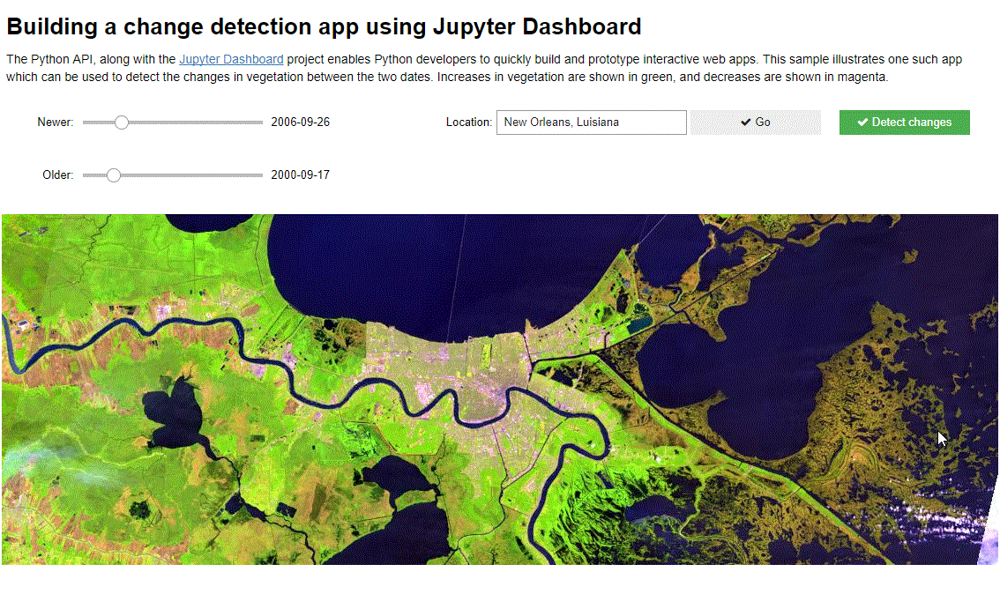 Building a change detection app using Jupyter Dashboard
The Python API, along with the Jupyter Dashboard project enables Python developers to quickly build and prototype interactive web apps. This sample illustrates one such app
which can be used to detect the changes in vegetation between the two dates. Increases in vegetation are shown in green, and decreases are shown in magenta.
Newer: 2006-09-26 Location: New Orleans, Luisiana Go Detect changes
Older: 2000-09-17